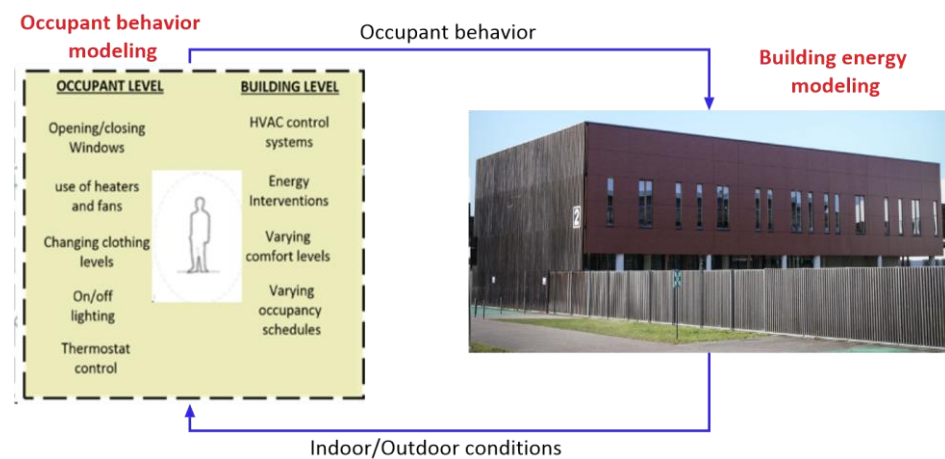 Occupant behavior
modeling
Occupant behavior
Building energy
modeling
OCCUPANT LEVEL
BUILDING LEVEL
Opening/closing
Windows
HVAC control
systems
use of heaters
and fans
Energy
Interventions
Changing clothing
levels
Varying
comfort levels
On/off
lighting
Varying
occupancy
schedules
Thermostat
control
2
Indoor/Outdoor conditions